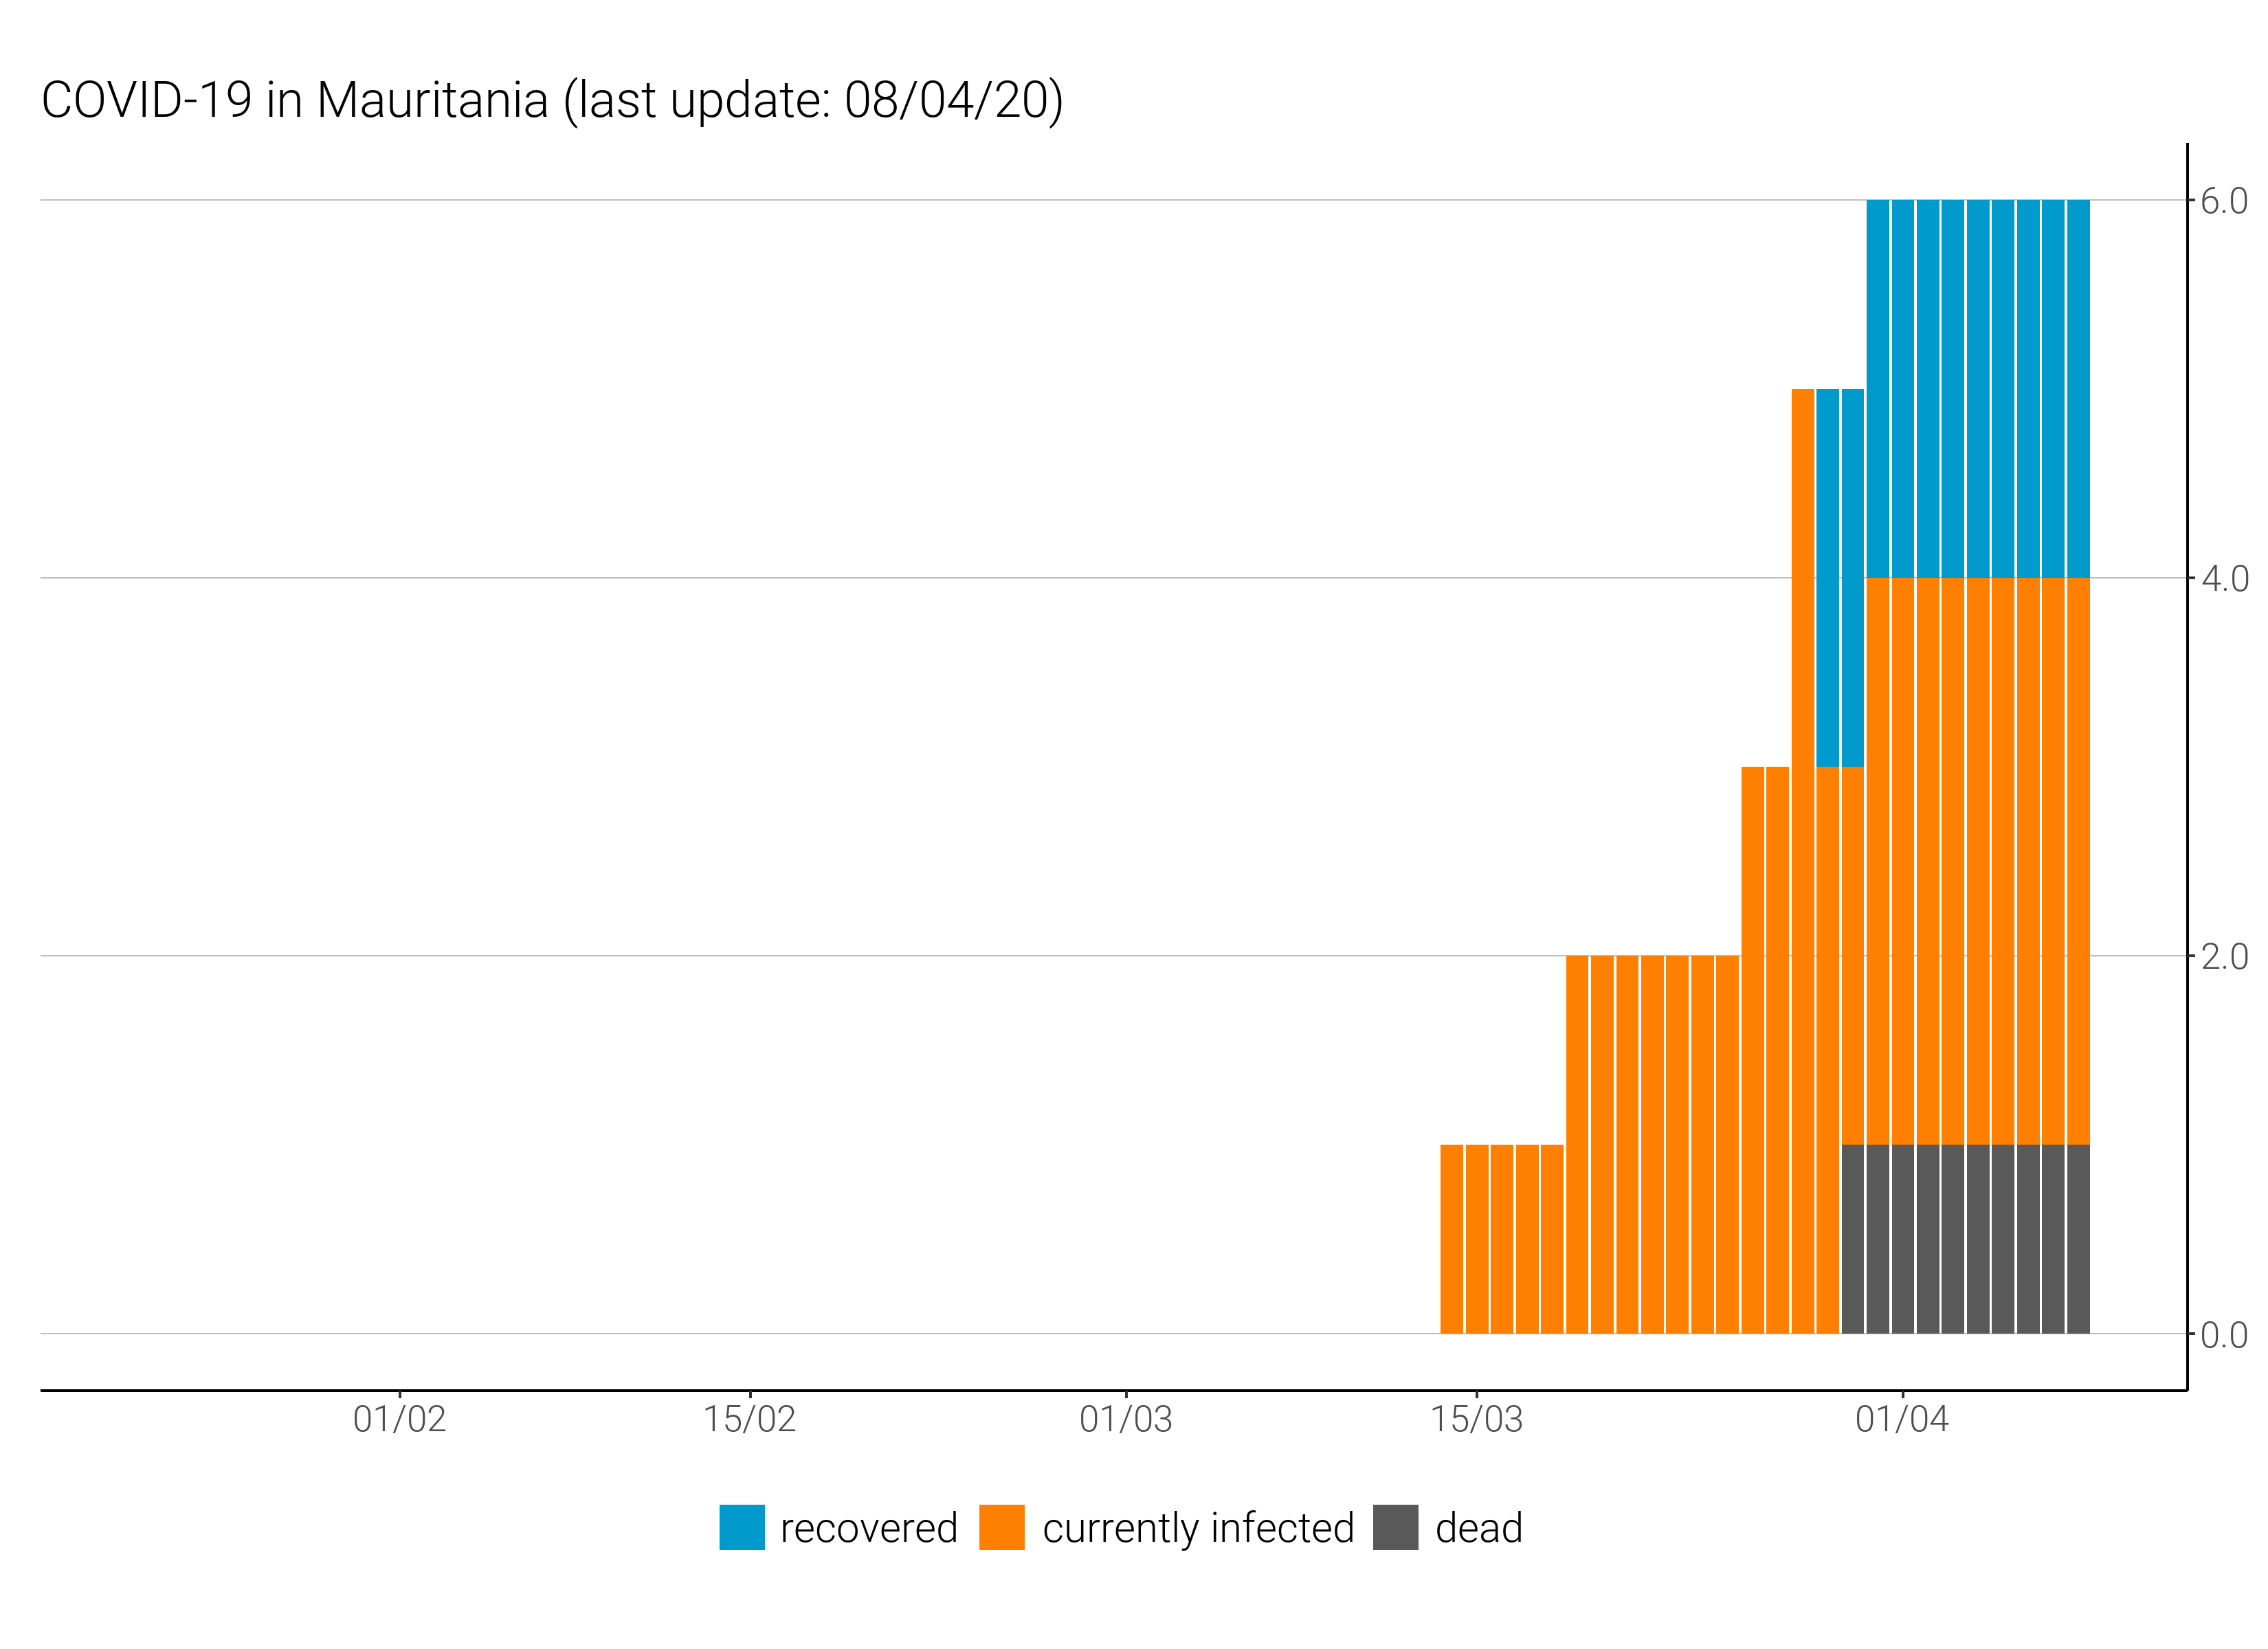 COVID-19 in Mauritania (last update: 08/04/20)
6.0
4.0
2.0
0.0
01/02 15/02 01/03 15/03 01/04
recovered currently infected dead